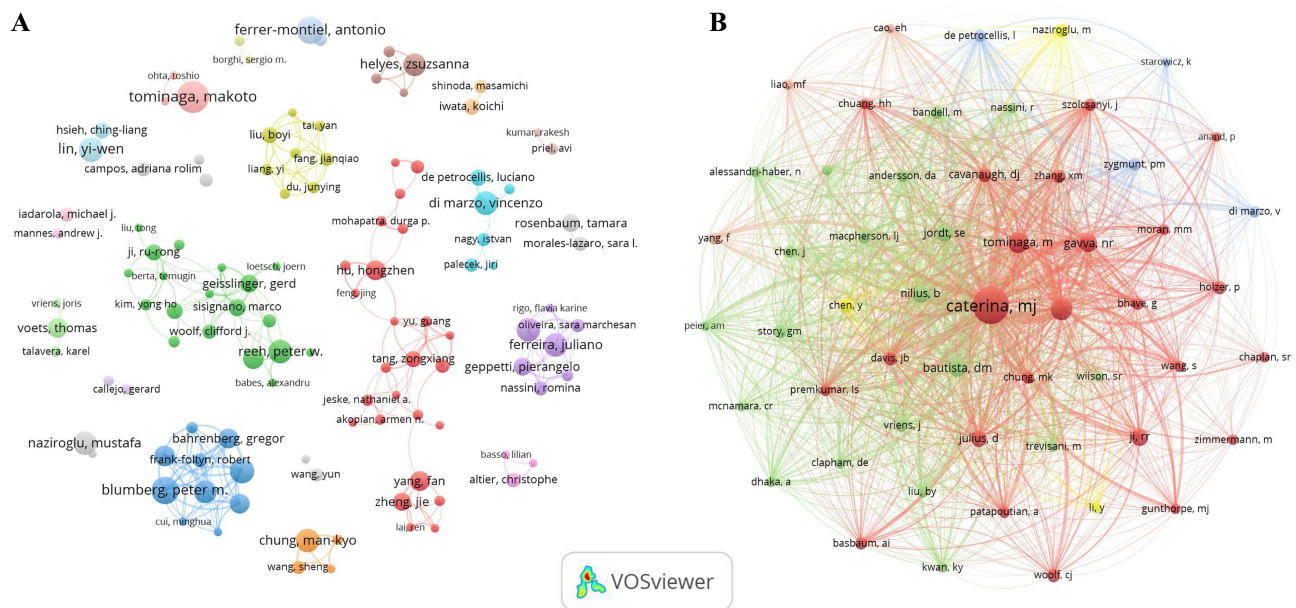 A
ferrer-montiel, antonio
borghi, sergio m.
helyes, zsuzsanna
ohta, toshio
tominaga, makoto
shinoda, masamichi
iwata, koichi
hsieh, ching-liang
lin, yi-wen
liu, boyi
tai, yan
fang, jianqiao
liang, yi
du, junying
kumar, rakesh
priel, avi
campos, adriana rolim
de petrocellis, luciano
di marzo, vincenzo
iadarola, michael j.
mannes, andrew j.
mohapatra, durga p.
rosenbaum, tamara
morales-lazaro, sara l.
liu, tong
ji, ru-rong
nagy, istvan
palecek, jiri
berta, temugin
loetsch, joern
geisslinger, gerd
hu, hongzhen
feng, jing
kim, yong ho
sisignano, marco
woolf, clifford j.
vriens, joris
voets, thomas
talavera, karel
reeh, peter w.
babes, alexandru
yu, guang
tang, zongxiang
rigo, flavia karine
oliveira, sara marchesan
ferreira, juliano
geppetti, pierangelo
nassini, romina
callejo, gerard
jeske, nathaniel a.
akopian, armen n.
naziroglu, mustafa
bahrenberg, gregor
frank-foltyn, robert
blumberg, peter m.
cui, minghua
wang, yun
basso, lilian
altier, christophe
yang, fan
zheng, jie
lai, ren
chung, man-kyo
wang, sheng
VOSviewer
B
cao, eh
de petrocellis, l
naziroglu, m
starowicz, k
liao, mf
chuang, hh
bandell, m
nassini, r
szolcsanyi, j
anand, p
alessandri-haber, n
andersson, da
cavanaugh, dj
zhang, xm
zygmunt, pm
di marzo, v
yang, f
macpherson, lj
jordt, se
chen, j
tominaga, m
gavva, nr
moran, mm
nilius, b
chen, y
caterina, mj
bhave, g
holzer, p
peier, am
story, gm
davis, jb
bautista, dm
chung, mk
wilson, sr
wang, s
chaplan, sr
premkumar, ls
mcnamara, cr
vriens, j
julius, d
trevisani, m
ji, rr
zimmermann, m
clapham, de
dhaka, a
liu, by
patapoutian, a
li, y
gunthorpe, mj
basbaum, ai
kwan, ky
woolf, cj